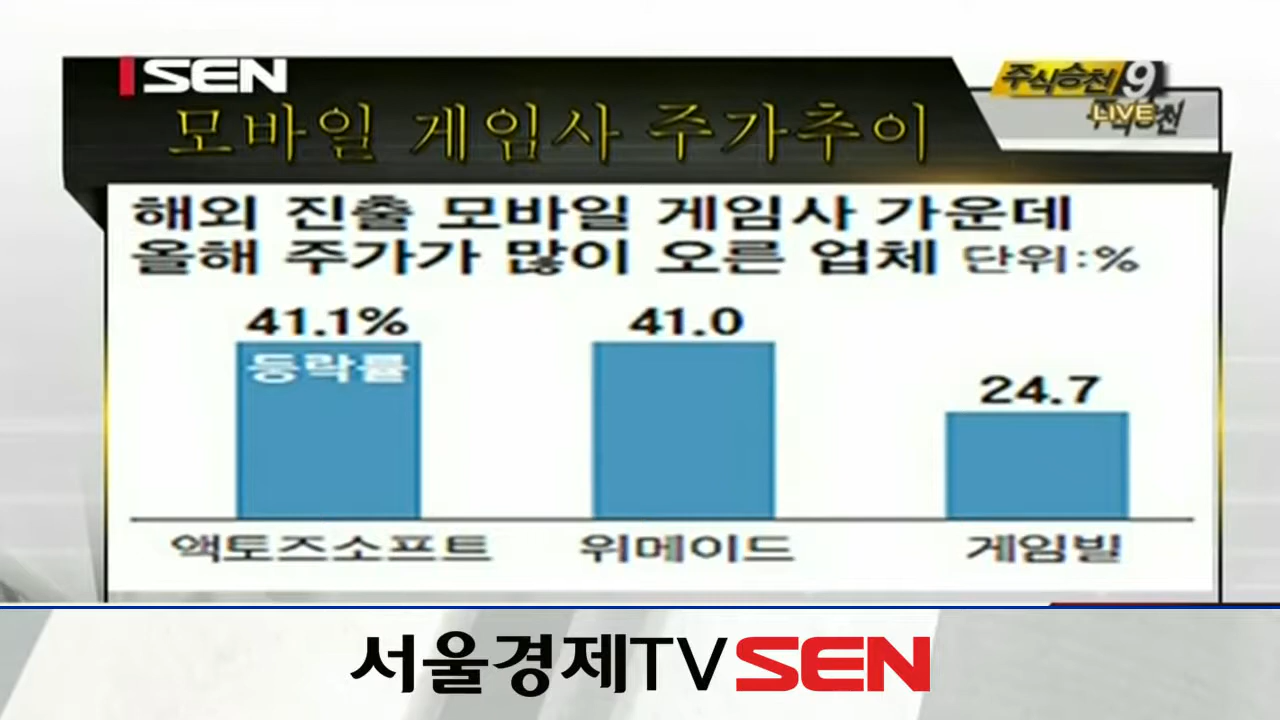 SEN
주식승천 9
LIVE
모바일 게임사 주가추이
해외 진출 모바일 게임사 가운데
올해 주가가 많이 오른 업체 단위:%
41.1% 41.0 24.7
등락률
액토즈소프트 위메이드 게임빌
서울경제TV SEN